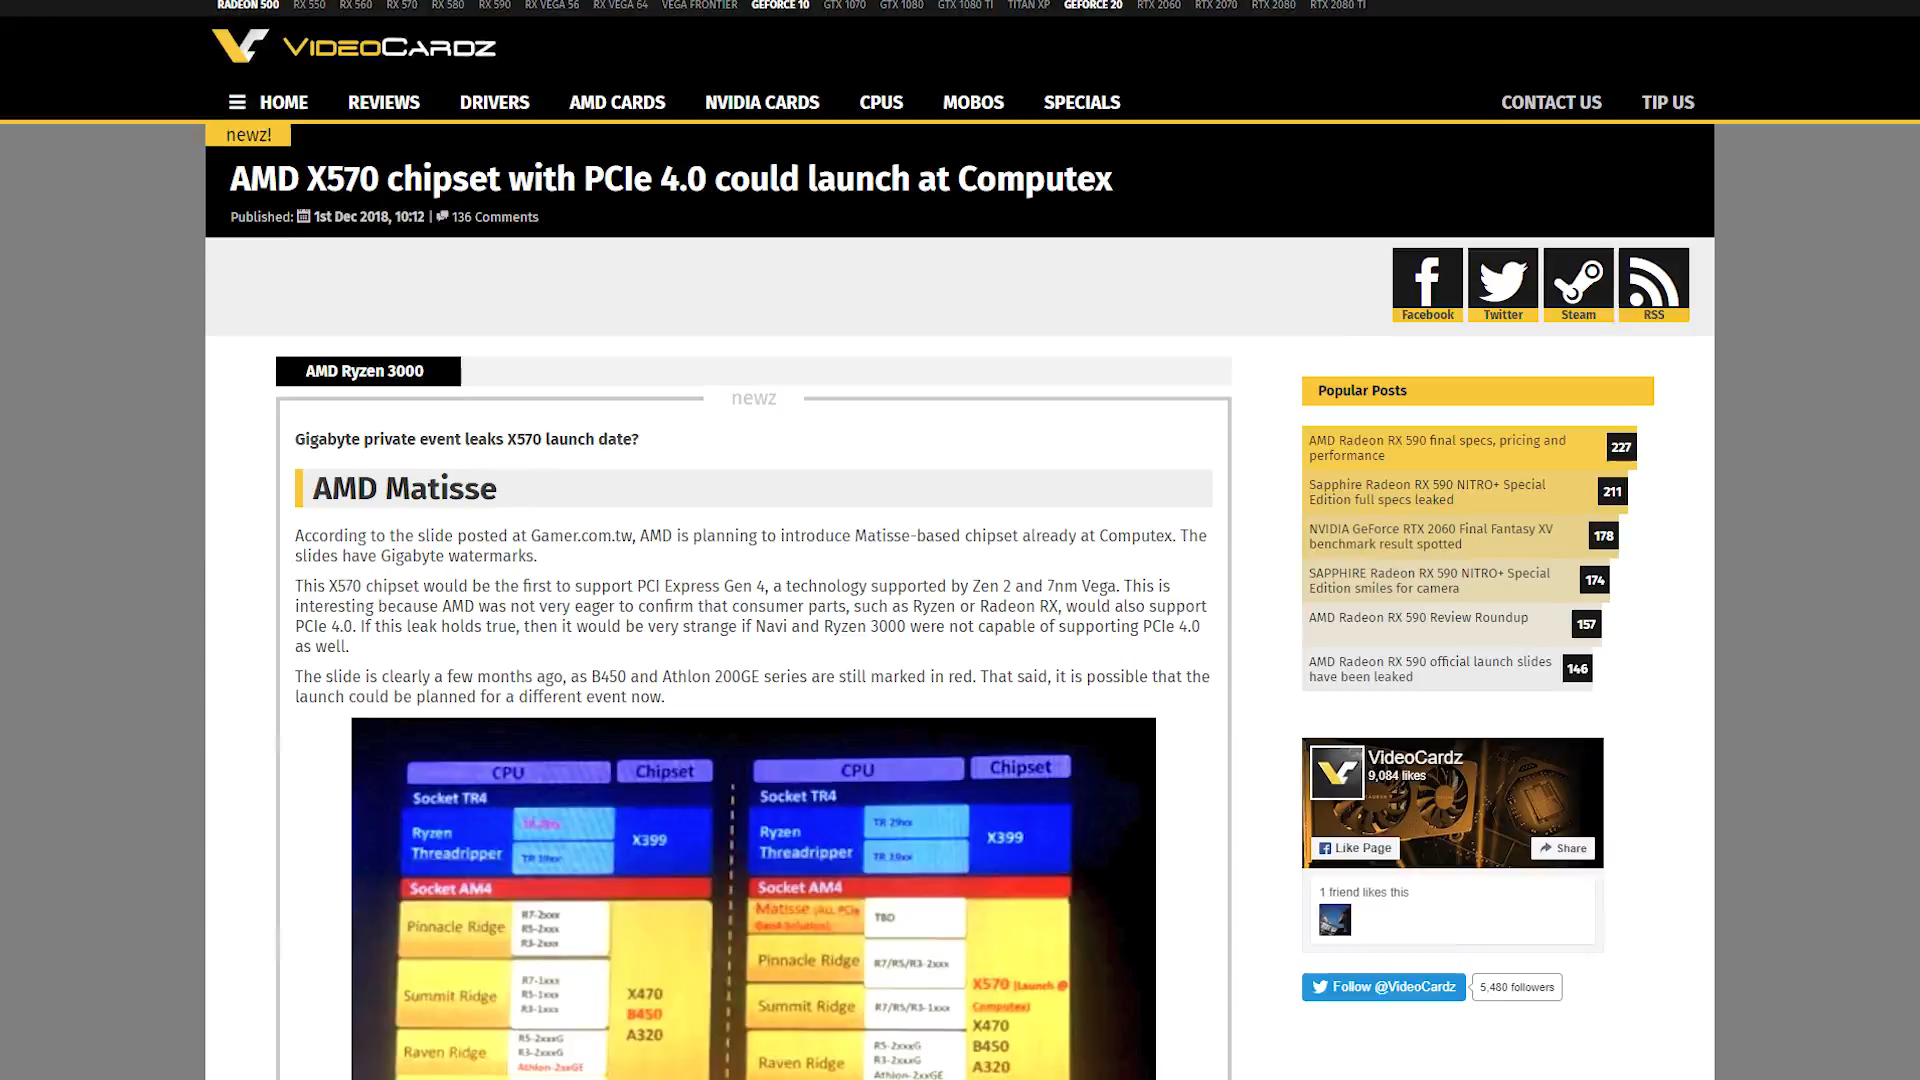 RADEON 500 RX 550 RX 560 RX 570 RX 580 RX 590 RX VEGA 56 RX VEGA 64 VEGA FRONTIER GEFORCE 10 GTX 1070 GTX 1080 GTX 1080 TI TITAN XP GEFORCE 20 RTX 2060 RTX 2070 RTX 2080 RTX 2080 TI
VIDEOCARDZ
HOME REVIEWS DRIVERS AMD CARDS NVIDIA CARDS CPUS MOBOS SPECIALS CONTACT US TIP US
newz!
AMD X570 chipset with PCIe 4.0 could launch at Computex
Published: 1st Dec 2018, 10:12 | 136 Comments
Facebook Twitter Steam RSS
AMD Ryzen 3000
newz
Gigabyte private event leaks X570 launch date?
AMD Matisse
According to the slide posted at Gamer.com.tw, AMD is planning to introduce Matisse-based chipset already at Computex. The
slides have Gigabyte watermarks.
This X570 chipset would be the first to support PCI Express Gen 4, a technology supported by Zen 2 and 7nm Vega. This is
interesting because AMD was not very eager to confirm that consumer parts, such as Ryzen or Radeon RX, would also support
PCIe 4.0. If this leak holds true, then it would be very strange if Navi and Ryzen 3000 were not capable of supporting PCIe 4.0
as well.
The slide is clearly a few months ago, as B450 and Athlon 200GE series are still marked in red. That said, it is possible that the
launch could be planned for a different event now.
CPU Chipset
Socket TR4
Ryzen
Threadripper
TR 19xx
X399
Socket AM4
Pinnacle Ridge
R7-2xxx
R5-2xxx
R3-2xxx
Summit Ridge
R7-1xxx
R5-1xxx
R3-1xxx
X470
B450
A320
Raven Ridge
R5-2xxxG
R3-2xxxG
Athlon-2xxGE
CPU Chipset
Socket TR4
Ryzen
Threadripper
TR 29xx
TR 19xx
X399
Socket AM4
Matisse (ALL PCIe
Gen4 Solution)
TBD
Pinnacle Ridge
R7/R5/R3-2xxx
Summit Ridge
R7/R5/R3-1xxx
X570 (Launch @
Computex)
X470
B450
A320
Raven Ridge
R5-2xxxG
R3-2xxxG
Athlon-2xxGE
Popular Posts
AMD Radeon RX 590 final specs, pricing and
performance
227
Sapphire Radeon RX 590 NITRO+ Special
Edition full specs leaked
211
NVIDIA GeForce RTX 2060 Final Fantasy XV
benchmark result spotted
178
SAPPHIRE Radeon RX 590 NITRO+ Special
Edition smiles for camera
174
AMD Radeon RX 590 Review Roundup
157
AMD Radeon RX 590 official launch slides
have been leaked
146
VideoCardz
9,084 likes
Like Page
Share
1 friend likes this
Follow @VideoCardz
5,480 followers